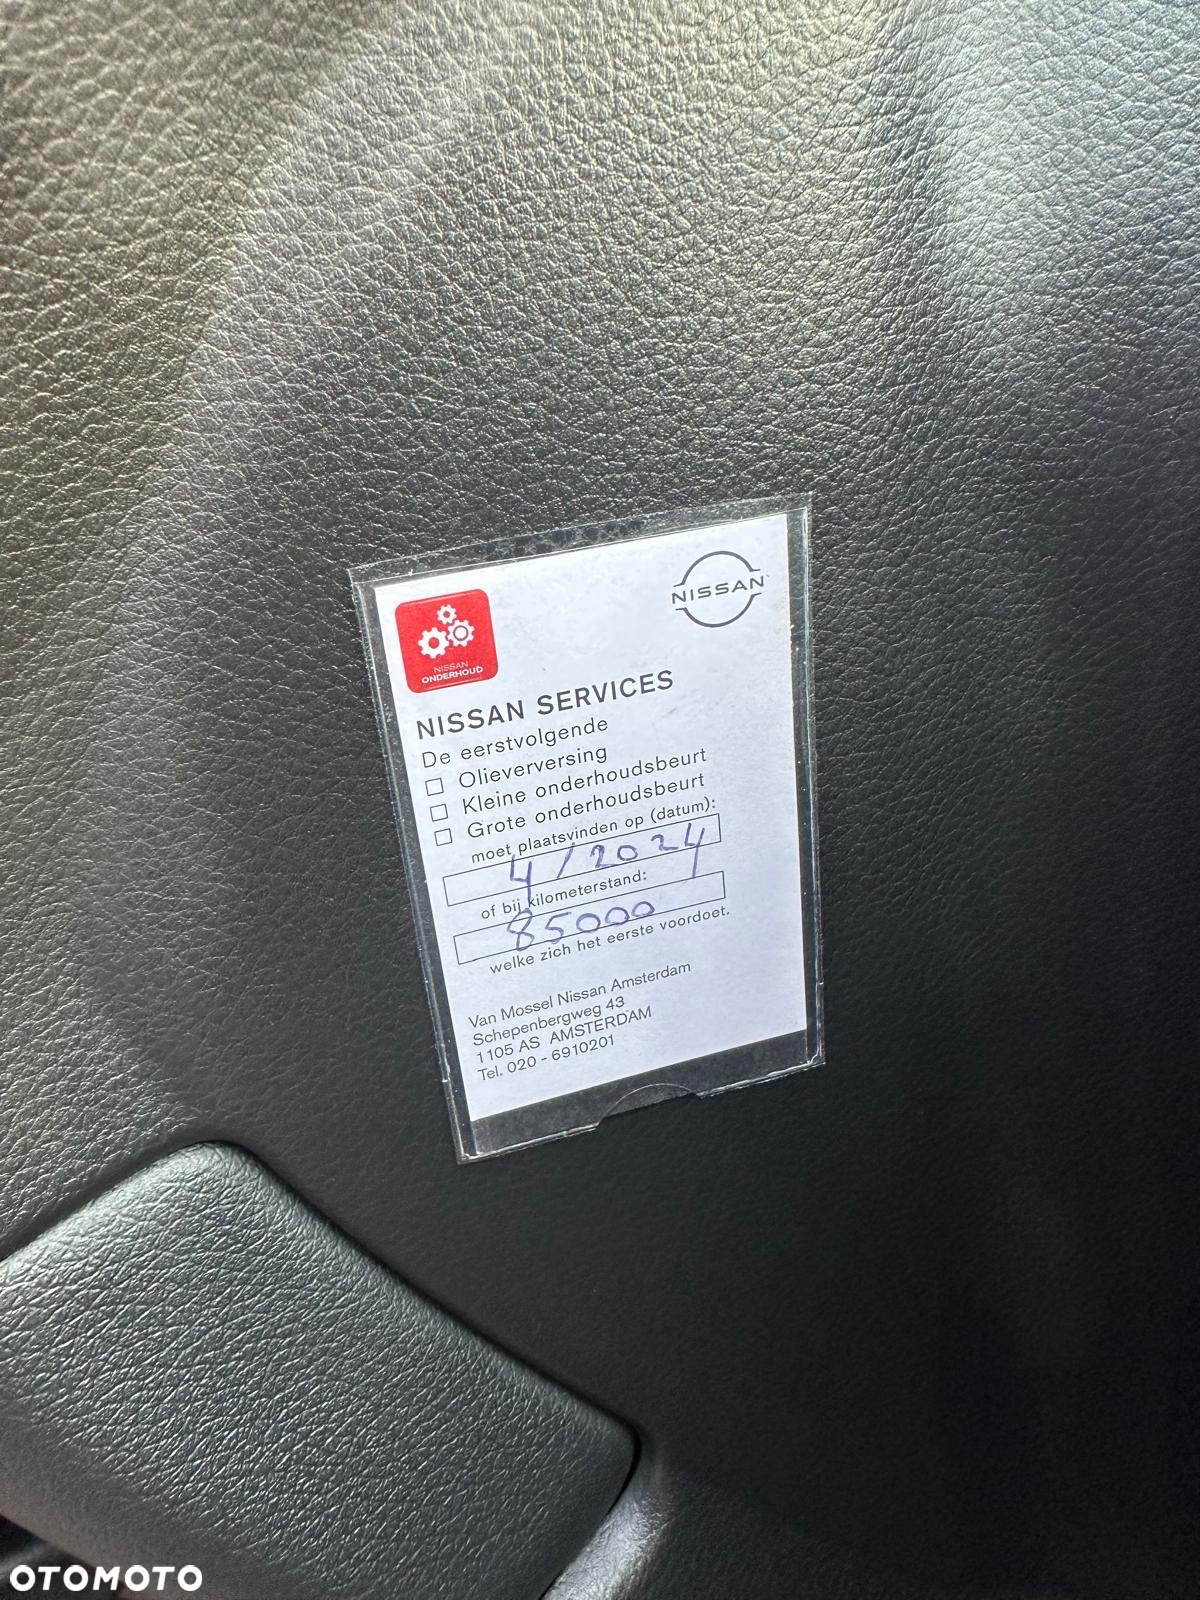 NISSAN
NISSAN
ONDERHOUD
NISSAN SERVICES
De eerstvolgende
Olieverversing
Kleine onderhoudsbeurt
Grote onderhoudsbeurt
moet plaatsvinden op (datum):
4/2024
of bij kilometerstand:
85000
welke zich het eerste voordoet.
Van Mossel Nissan Amsterdam
Schepenbergweg 43
1105 AS AMSTERDAM
Tel. 020 - 6910201
OTOMOTO